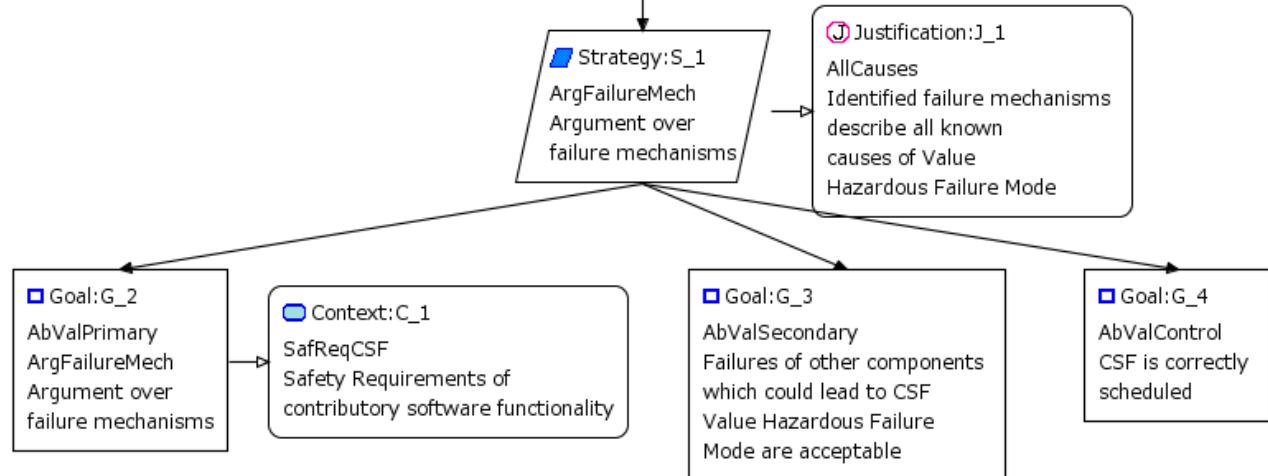 Strategy:S_1
ArgFailureMech
Argument over
failure mechanisms
J Justification:J_1
AllCauses
Identified failure mechanisms
describe all known
causes of Value
Hazardous Failure Mode
Goal:G_2
AbValPrimary
ArgFailureMech
Argument over
failure mechanisms
Context:C_1
SafReqCSF
Safety Requirements of
contributory software functionality
Goal:G_3
AbValSecondary
Failures of other components
which could lead to CSF
Value Hazardous Failure
Mode are acceptable
Goal:G_4
AbValControl
CSF is correctly
scheduled